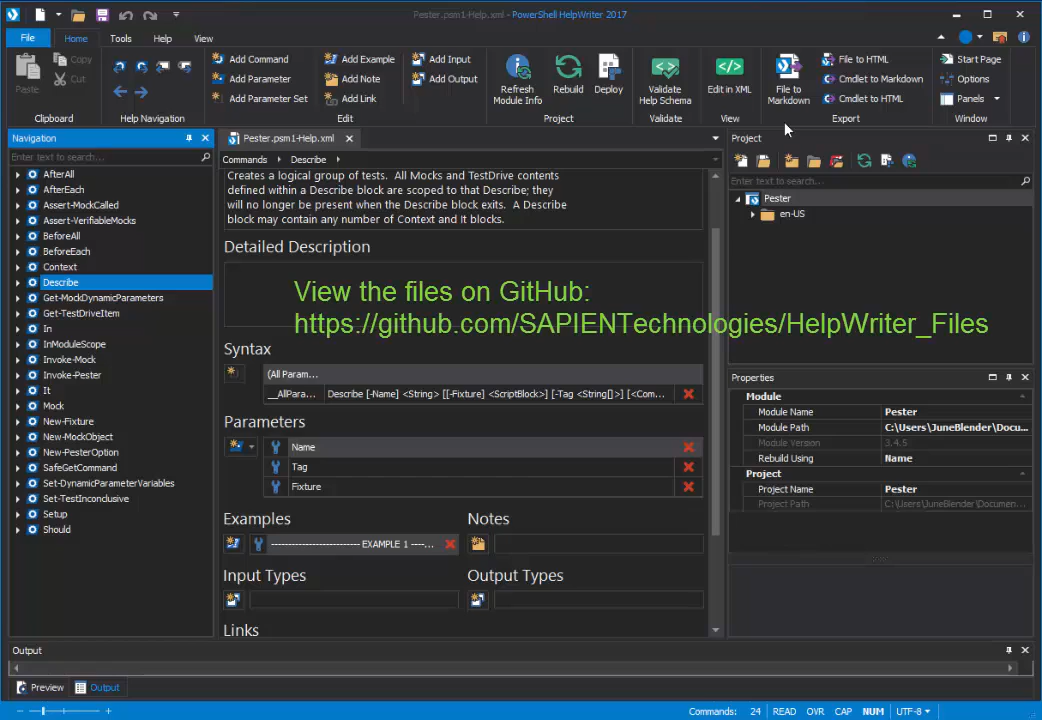 Pester.psm1-Help.xml - PowerShell HelpWriter 2017
File Home Tools Help View
Paste
Copy
Cut
Clipboard
Help Navigation
Add Command
Add Parameter
Add Parameter Set
Add Example
Add Note
Add Link
Add Input
Add Output
Edit
Refresh
Module Info
Rebuild
Deploy
Project
Validate
Help Schema
Validate
Edit in XML
View
File to
Markdown
File to HTML
Cmdlet to Markdown
Cmdlet to HTML
Export
Start Page
Options
Panels
Window
Navigation
Enter text to search...
AfterAll
AfterEach
Assert-MockCalled
Assert-VerifiableMocks
BeforeAll
BeforeEach
Context
Describe
Get-MockDynamicParameters
Get-TestDriveItem
In
InModuleScope
Invoke-Mock
Invoke-Pester
It
Mock
New-Fixture
New-MockObject
New-PesterOption
SafeGetCommand
Set-DynamicParameterVariables
Set-TestInconclusive
Setup
Should
Pester.psm1-Help.xml
Commands Describe
Creates a logical group of tests. All Mocks and TestDrive contents
defined within a Describe block are scoped to that Describe; they
will no longer be present when the Describe block exits. A Describe
block may contain any number of Context and It blocks.
Detailed Description
View the files on GitHub:
https://github.com/SAPIENTechnologies/HelpWriter_Files
Syntax
(All Param...
__AllPara... Describe [-Name] <String> [[-Fixture] <ScriptBlock>] [-Tag <String[]>] [<Com...
Parameters
Name
Tag
Fixture
Examples Notes
--------------------------- EXAMPLE 1 ----...
Input Types Output Types
Links
Project
Enter text to search...
Pester
en-US
Properties
Module
Module Name Pester
Module Path C:\Users\JuneBlender\Docu...
Module Version 3.4.5
Rebuild Using Name
Project
Project Name Pester
Project Path C:\Users\JuneBlender\Documen...
Output
Preview Output
Commands: 24 READ OVR CAP NUM UTF-8